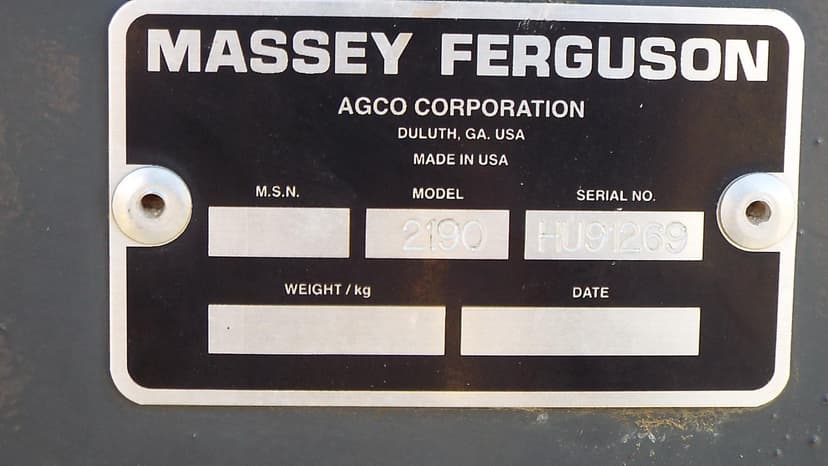 MASSEY FERGUSON
AGCO CORPORATION
DULUTH, GA. USA
MADE IN USA
M.S.N. MODEL SERIAL NO.
2190 HU91269
WEIGHT / kg DATE